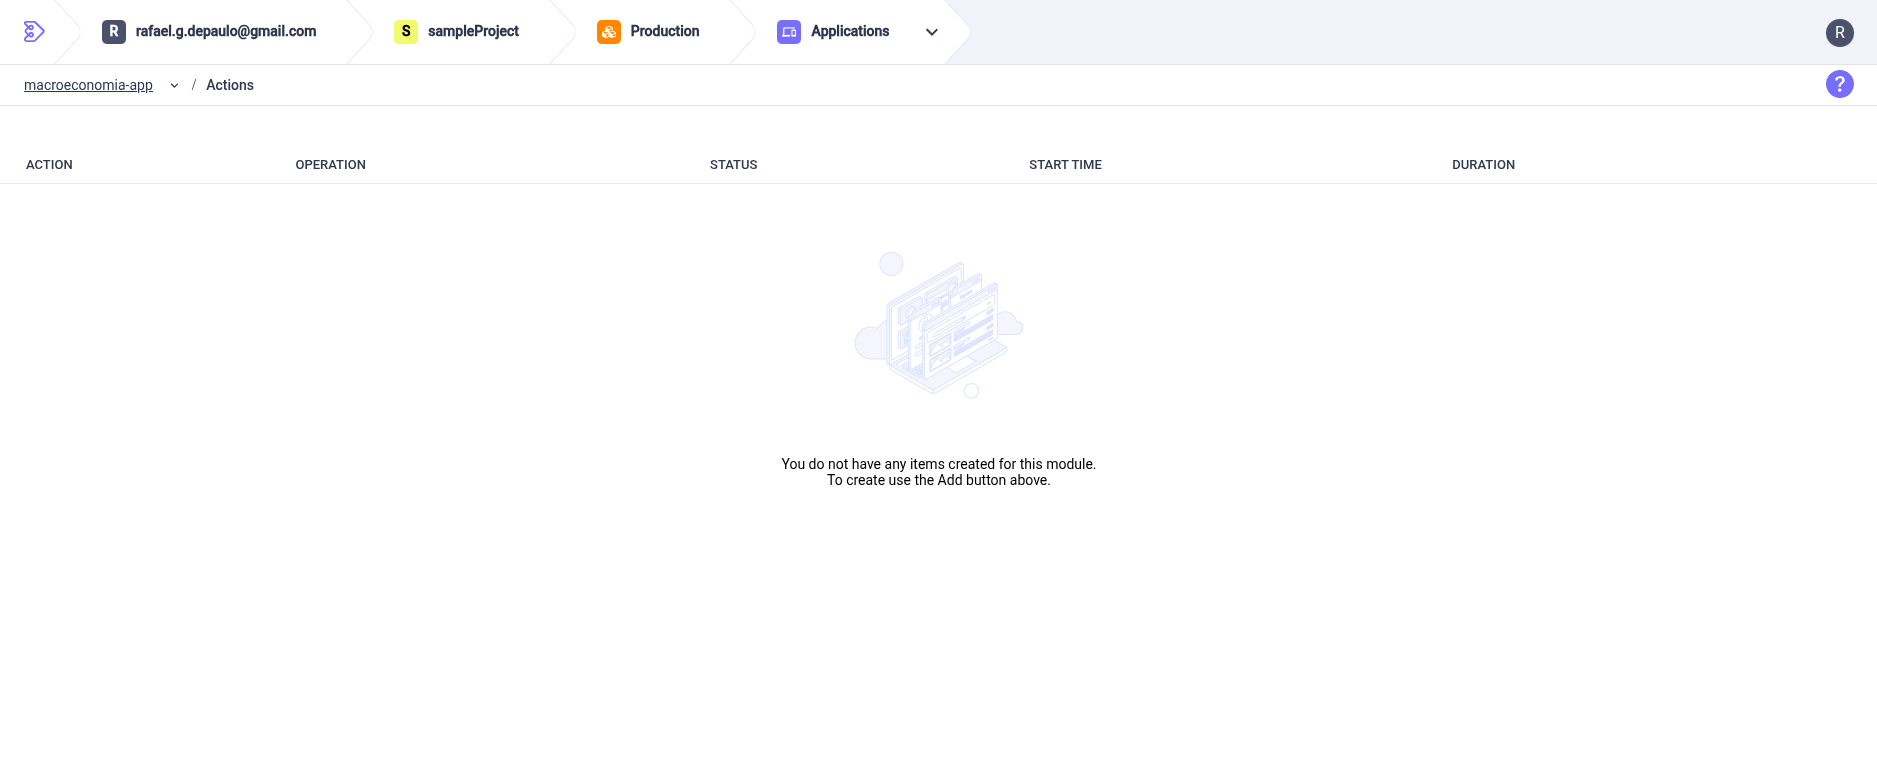 R rafael.g.depaulo@gmail.com S sampleProject Production Applications R
macroeconomia-app / Actions ?
ACTION OPERATION STATUS START TIME DURATION
You do not have any items created for this module.
To create use the Add button above.